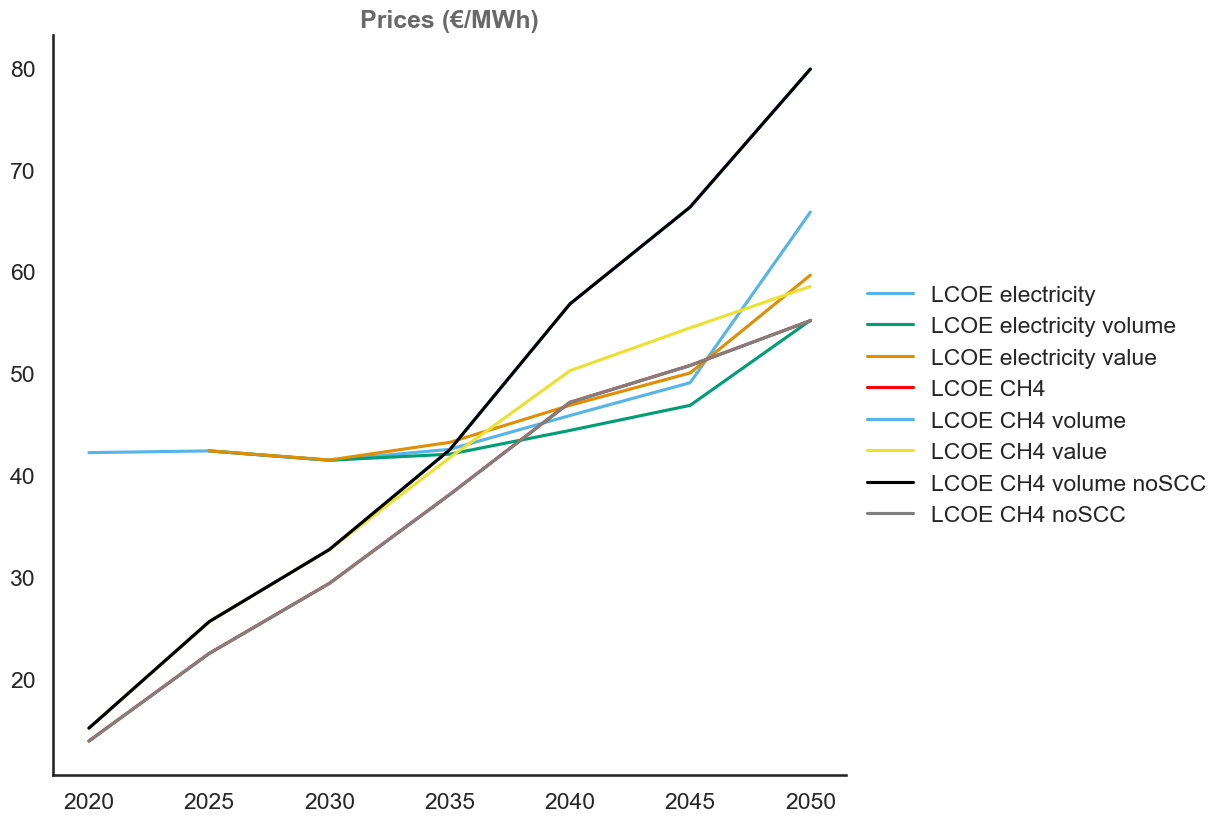 Prices (€/MWh)
80
70
60
50
40
30
20
2020 2025 2030 2035 2040 2045 2050
LCOE electricity
LCOE electricity volume
LCOE electricity value
LCOE CH4
LCOE CH4 volume
LCOE CH4 value
LCOE CH4 volume noSCC
LCOE CH4 noSCC